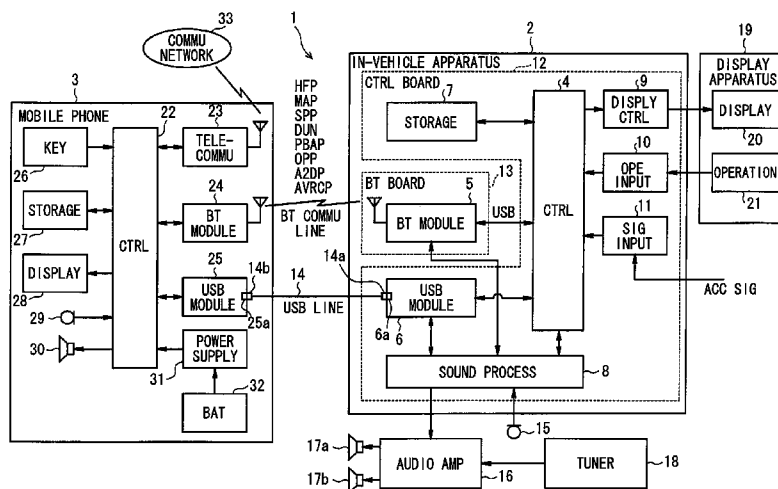 33
COMMU
NETWORK
1
2
19
IN-VEHICLE APPARATUS
12
DISPLAY
APPARATUS
3
HFP
MAP
SPP
DUN
PBAP
OPP
A2DP
AVRCP
CTRL BOARD
7
4
9
MOBILE PHONE
22
23
STORAGE
DISPLY
CTRL
DISPLAY
20
KEY
26
TELE-
COMMU
10
OPE
INPUT
OPERATION
21
24
BT BOARD
13
5
STORAGE
27
BT
MODULE
BT COMMU
LINE
BT MODULE
USB
CTRL
11
SIG
INPUT
CTRL
25
14b
14
14a
DISPLAY
28
USB
MODULE
25a
USB LINE
6a
USB
MODULE
6
ACC SIG
29
30
POWER
SUPPLY
31
32
SOUND PROCESS
8
BAT
15
17a
17b
AUDIO AMP
16
TUNER
18